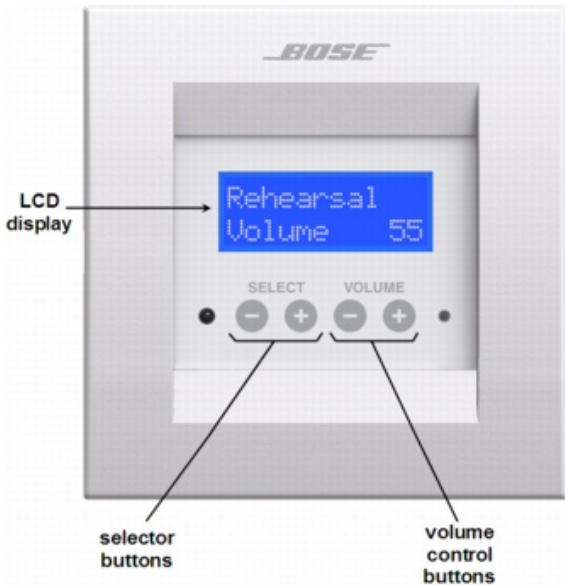 BOSE
LCD
display
Rehearsal
Volume 55
SELECT VOLUME
selector
buttons
volume
control
buttons